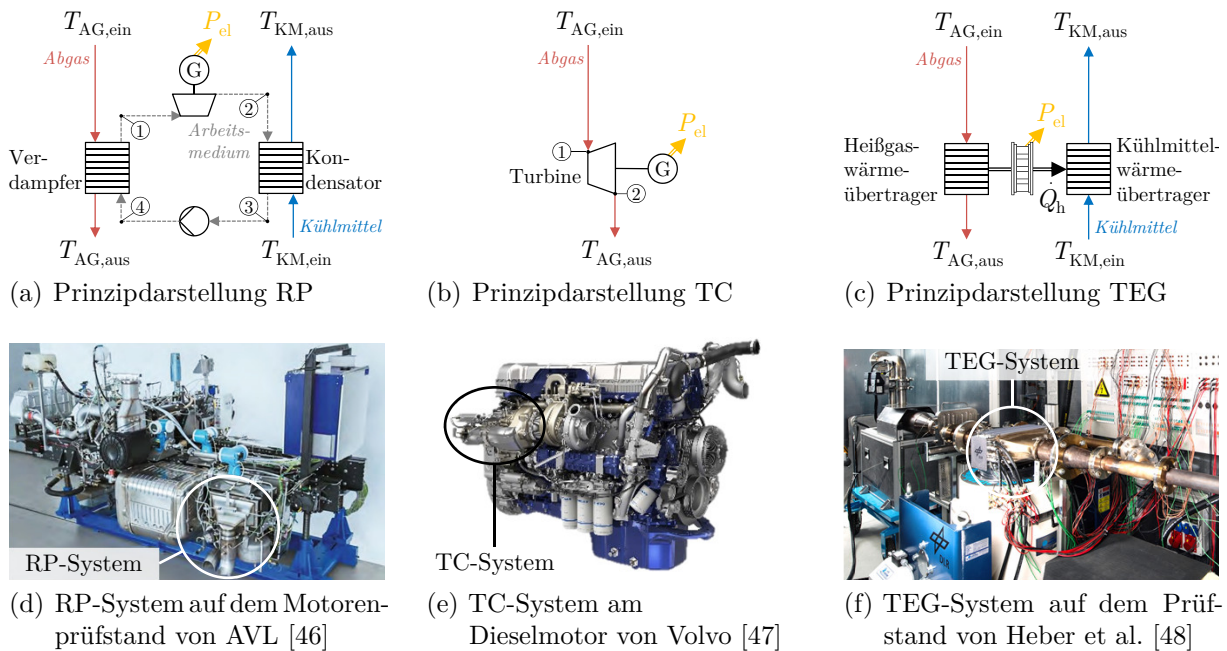 T_AG,ein
T_KM,aus
P_el
Abgas
G
1
2
Arbeits-
medium
Ver-
dampfer
Kon-
densator
4
3
Kühlmittel
T_AG,aus
T_KM,ein
(a) Prinzipdarstellung RP
T_AG,ein
Abgas
P_el
1
Turbine
G
2
T_AG,aus
(b) Prinzipdarstellung TC
T_AG,ein
T_KM,aus
Abgas
P_el
Heißgas-
wärme-
übertrager
Kühlmittel-
wärme-
übertrager
Q̇_h
Kühlmittel
T_AG,aus
T_KM,ein
(c) Prinzipdarstellung TEG
RP-System
(d) RP-System auf dem Motoren-
prüfstand von AVL [46]
TC-System
(e) TC-System am
Dieselmotor von Volvo [47]
TEG-System
DLR
(f) TEG-System auf dem Prüf-
stand von Heber et al. [48]